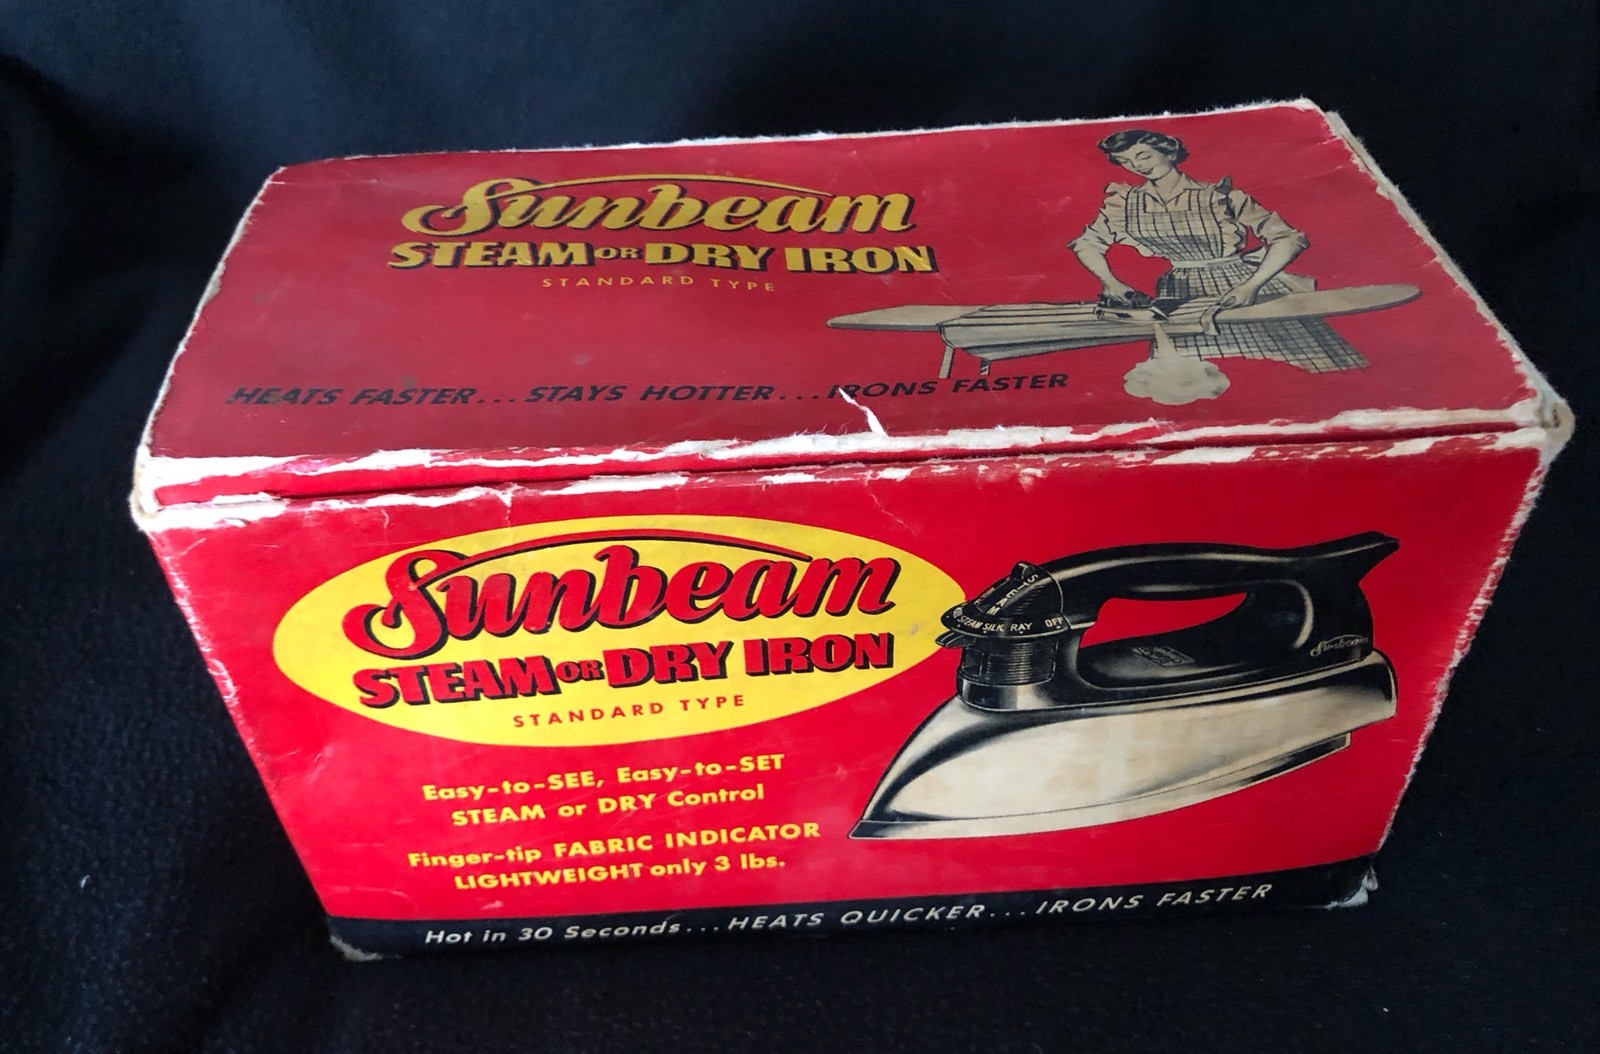 Sunbeam
STEAM OR DRY IRON
STANDARD TYPE
HEATS FASTER...STAYS HOTTER...IRONS FASTER
Sunbeam
STEAM OR DRY IRON
STANDARD TYPE
Easy-to-SEE, Easy-to-SET
STEAM or DRY Control
Finger-tip FABRIC INDICATOR
LIGHTWEIGHT only 3 lbs.
STEAM
STEAM SILK RAY OFF
Sunbeam
Hot in 30 Seconds...HEATS QUICKER...IRONS FASTER